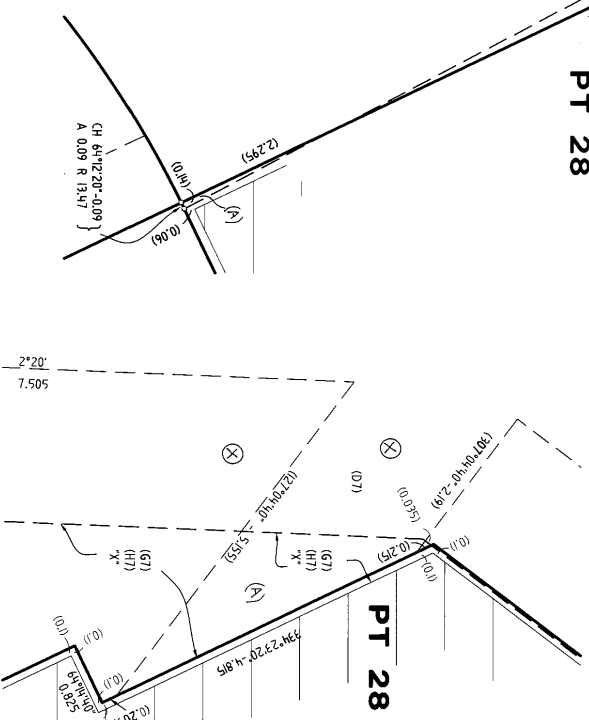 PT 28
(2.295)
(0.14)
(A)
(0.06)
CH 64°12'20"-0.09
A 0.09 R 13.47
2°20'
7.505
(307°04'40"-2.19)
(D7)
(0.035)
(127°04'40"-5.155)
(0.1)
(0.1)
(0.215)
(G7)
(H7)
"X"
(G7)
(H7)
"X"
(A)
PT 28
334°23'20"-4.815
(0.1)
(0.1)
(0.1)
64°14'40"
0.825